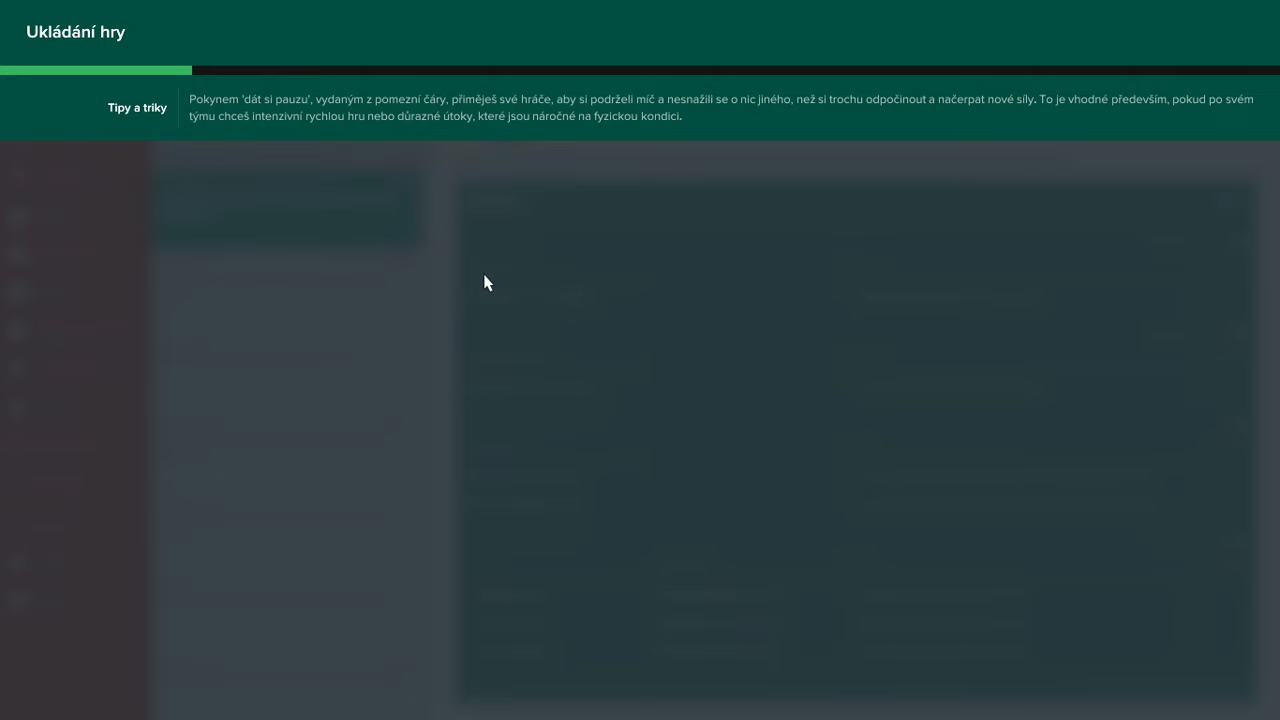 Ukládání hry
Tipy a triky
Pokynem 'dát si pauzu', vydaným z pomezní čáry, přiměješ své hráče, aby si podrželi míč a nesnažili se o nic jiného, než si trochu odpočinout a načerpat nové síly. To je vhodné především, pokud po svém
týmu chceš intenzivní rychlou hru nebo důrazné útoky, které jsou náročné na fyzickou kondici.